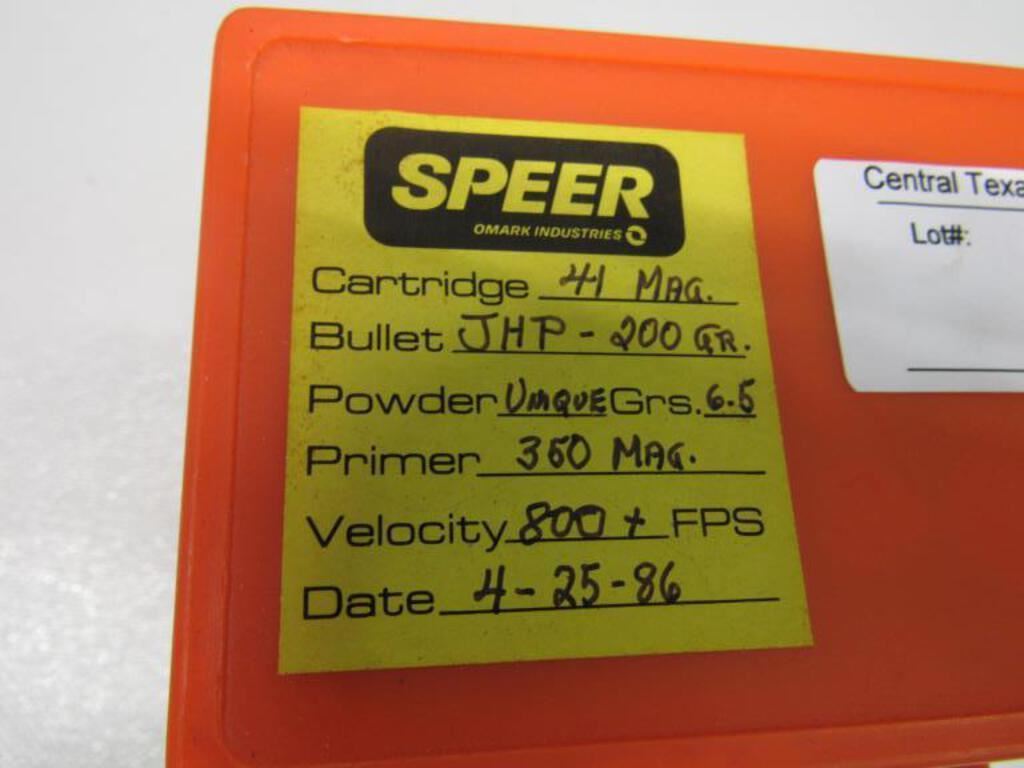 SPEER
OMARK INDUSTRIES
Cartridge 41 MAG.
Bullet JHP - 200 GR.
Powder UNIQUE Grs. 6.5
Primer 350 MAG.
Velocity 800 + FPS
Date 4-25-86
Central Texa
Lot#: